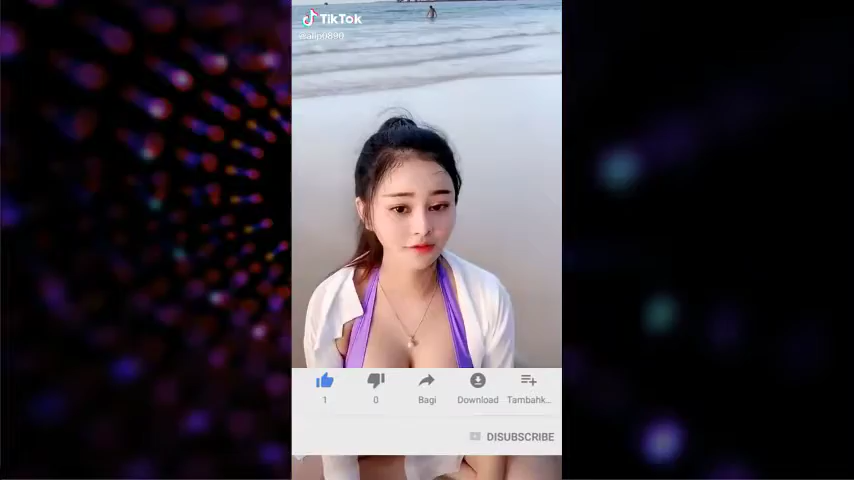 TikTok
1
0
Bagi
Download
Tambahk...
DISUBSCRIBE